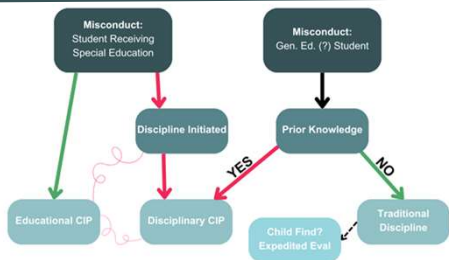 Misconduct:
Student Receiving
Special Education
Misconduct:
Gen. Ed. (?) Student
Discipline Initiated
Prior Knowledge
YES
NO
Educational CIP
Disciplinary CIP
Child Find?
Expedited Eval
Traditional
Discipline